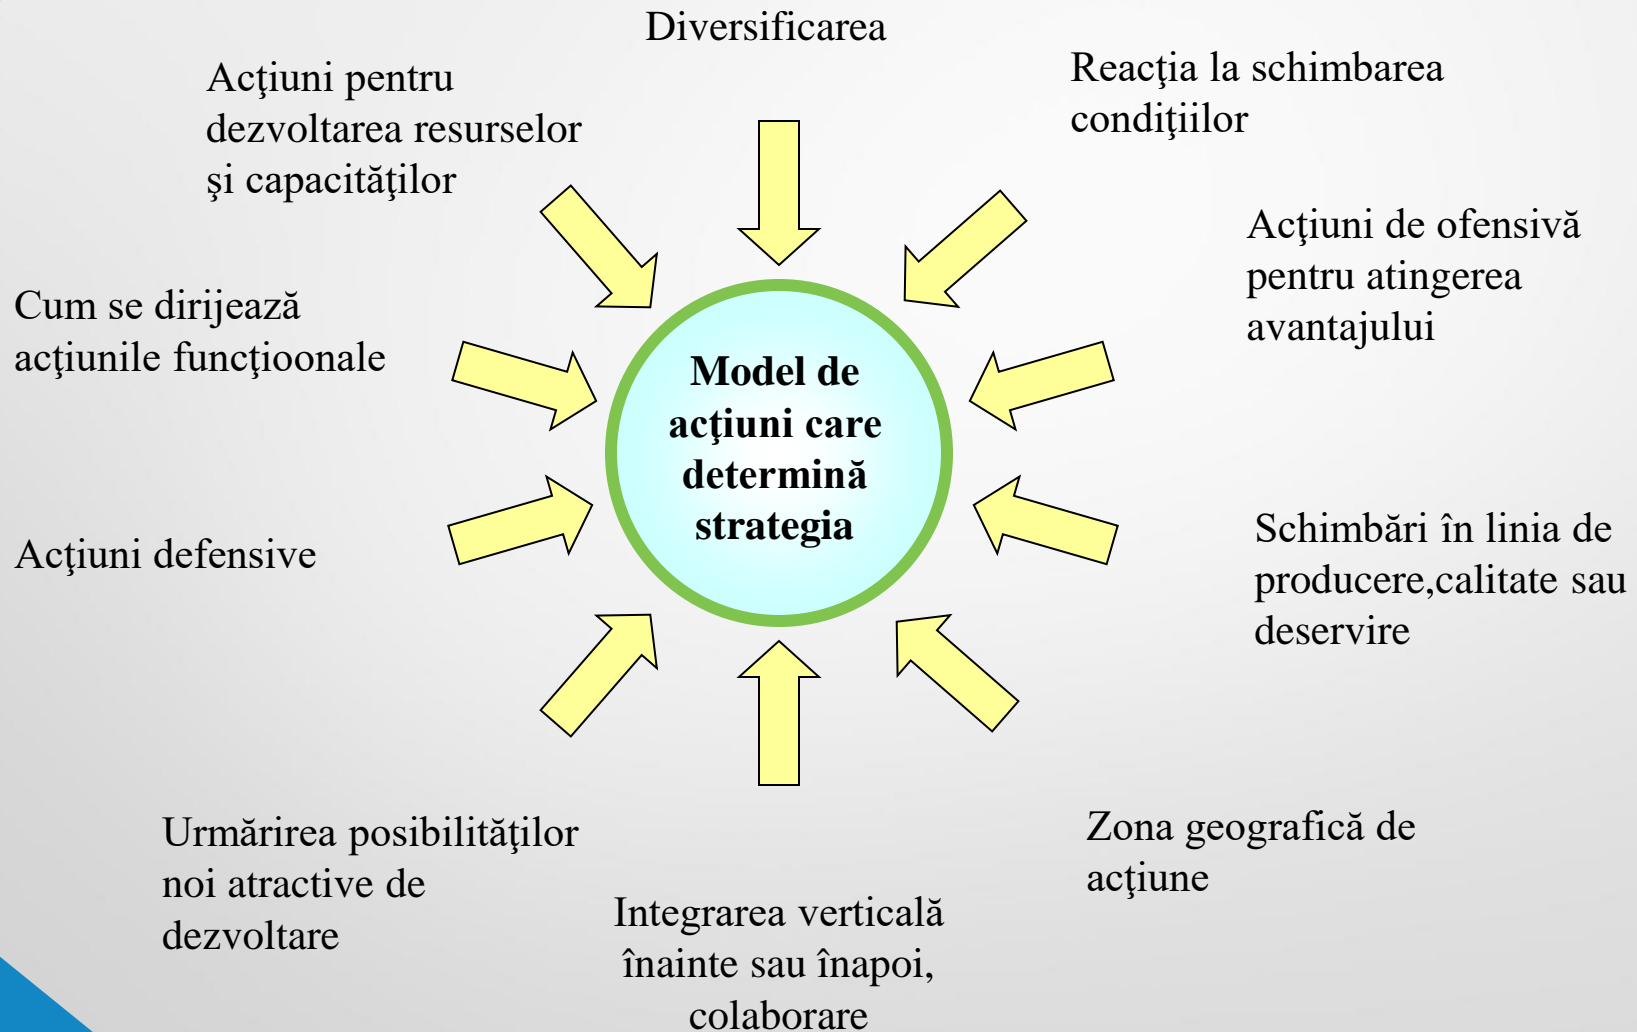 Diversificarea
Acţiuni pentru
dezvoltarea resurselor
şi capacităţilor
Reacţia la schimbarea
condiţiilor
Acţiuni de ofensivă
pentru atingerea
avantajului
Cum se dirijează
acţiunile funcţioonale
Model de
acţiuni care
determină
strategia
Acţiuni defensive
Schimbări în linia de
producere,calitate sau
deservire
Urmărirea posibilităţilor
noi atractive de
dezvoltare
Integrarea verticală
înainte sau înapoi,
colaborare
Zona geografică de
acţiune